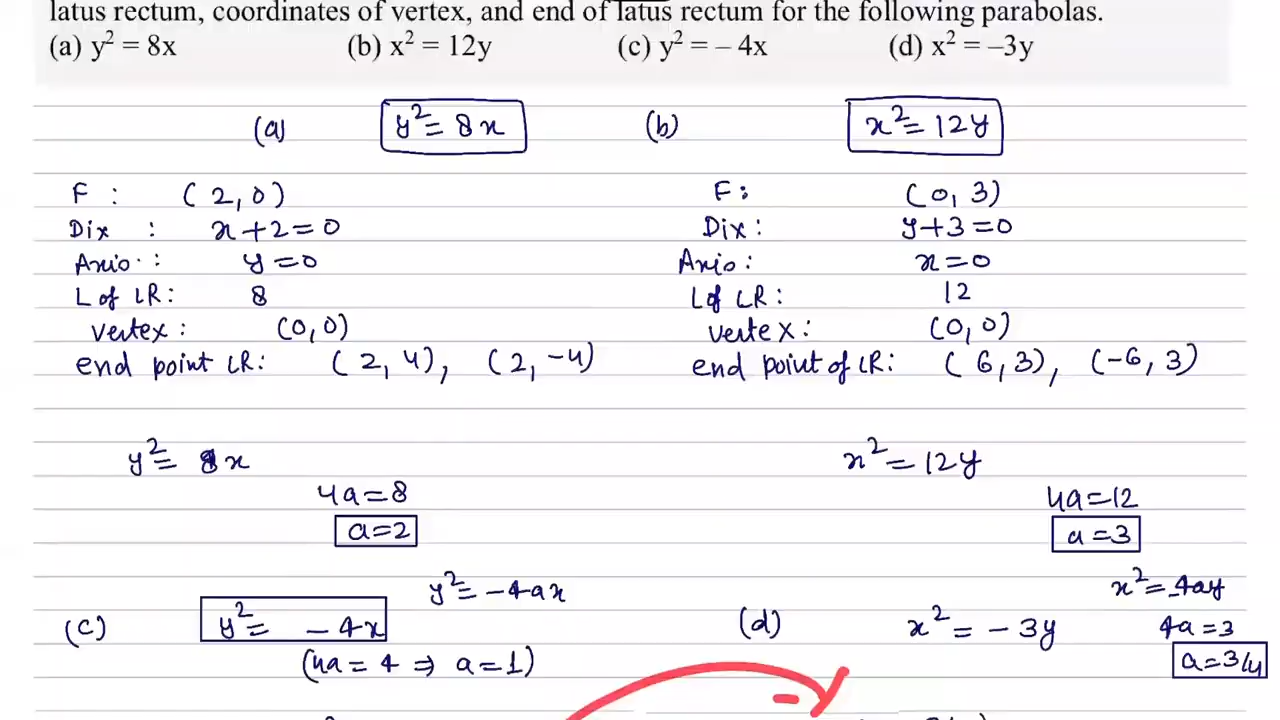 latus rectum, coordinates of vertex, and end of latus rectum for the following parabolas.
(a) y² = 8x (b) x² = 12y (c) y² = – 4x (d) x² = –3y
(a) y² = 8x (b) x² = 12y
F : (2, 0) F: (0, 3)
Dix : x+2=0 Dix: y+3=0
Axis : y=0 Axis: x=0
L of LR: 8 Lof LR: 12
vertex: (0,0) vertex: (0, 0)
end point LR: (2, 4), (2, -4) end point of LR: (6, 3), (-6, 3)
y² = 8x x² = 12y
4a=8 4a=12
a=2 a=3
y² = -4ax x² = -4ay
(c) y² = -4x (d) x² = -3y 4a=3
(4a = 4 ⇒ a=1) a=3/4